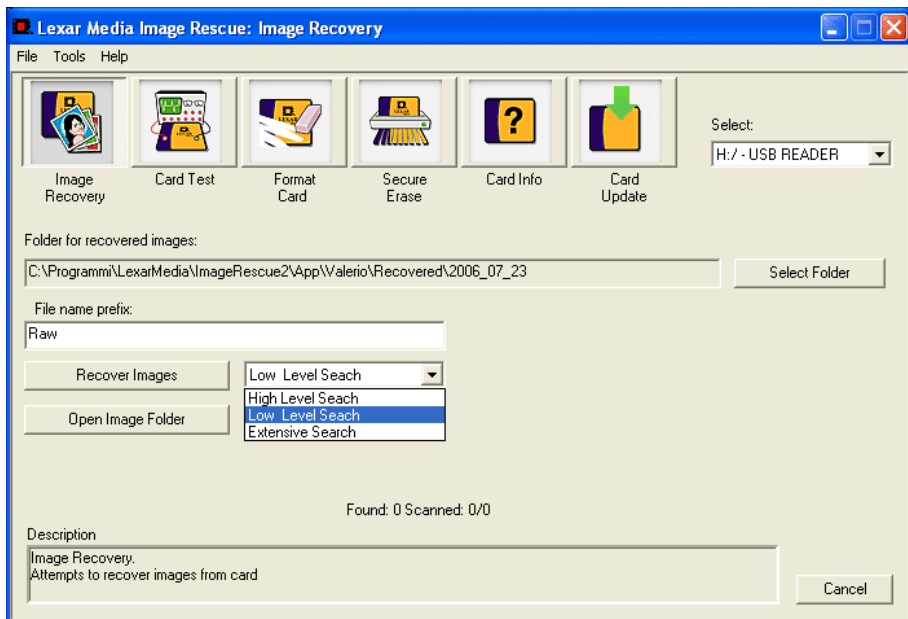 Lexar Media Image Rescue: Image Recovery
File Tools Help
Image Recovery
Card Test
Format Card
Secure Erase
Card Info
Card Update
Select:
H:/ - USB READER
Folder for recovered images:
C:\Programmi\LexarMedia\ImageRescue2\App\Valerio\Recovered\2006_07_23
Select Folder
File name prefix:
Raw
Recover Images
Low Level Seach
High Level Seach
Low Level Seach
Extensive Search
Open Image Folder
Found: 0 Scanned: 0/0
Description
Image Recovery.
Attempts to recover images from card
Cancel